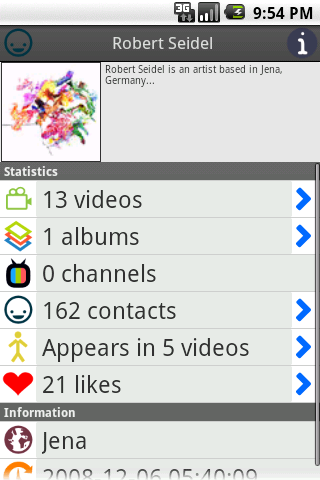 3G 9:54 PM
Robert Seidel
Robert Seidel is an artist based in Jena,
Germany...
Statistics
13 videos
1 albums
0 channels
162 contacts
Appears in 5 videos
21 likes
Information
Jena
2008-12-06 05:40:09